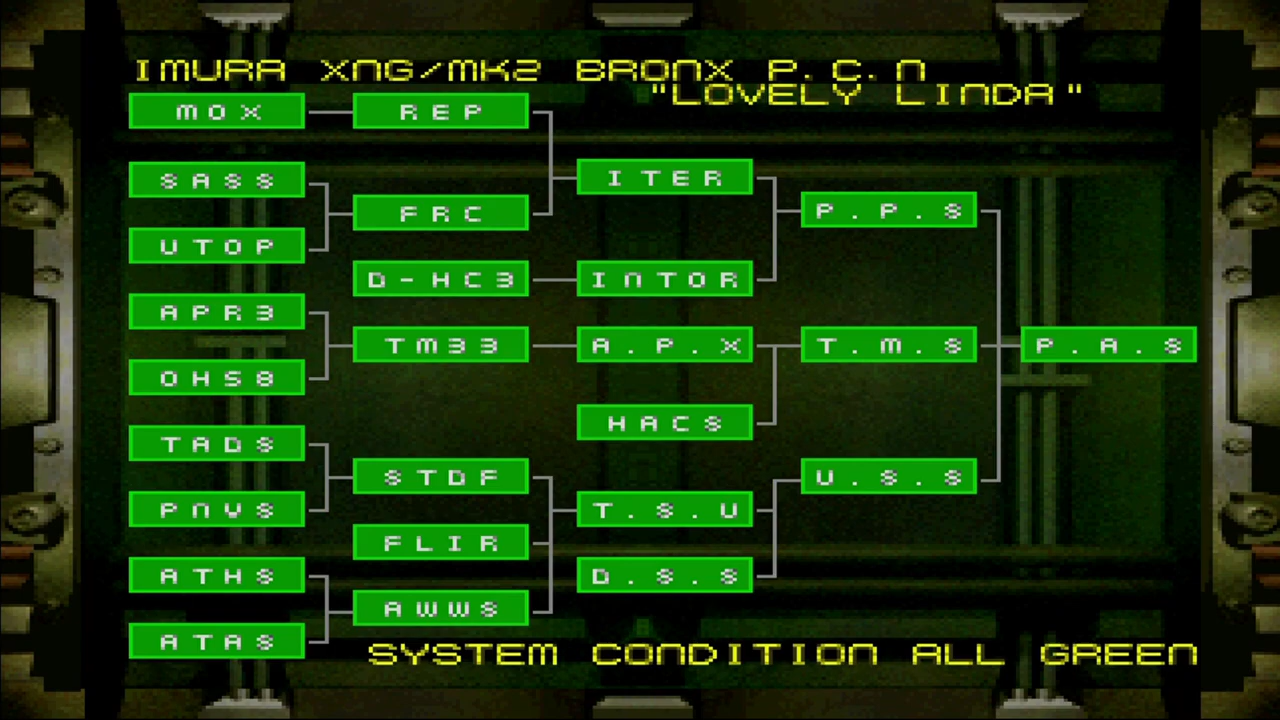 IMURA XNG/MK2 BRONX P.C.N
"LOVELY LINDA"
MOX REP
ITER
SASS
P.P.S
FRC
UTOP
D-HC3 INTOR
APR3
TM33 A.P.X T.M.S P.A.S
OHS8
HACS
TADS
STDF U.S.S
PNVS T.S.U
FLIR
ATHS D.S.S
AWWS
ATAS
SYSTEM CONDITION ALL GREEN